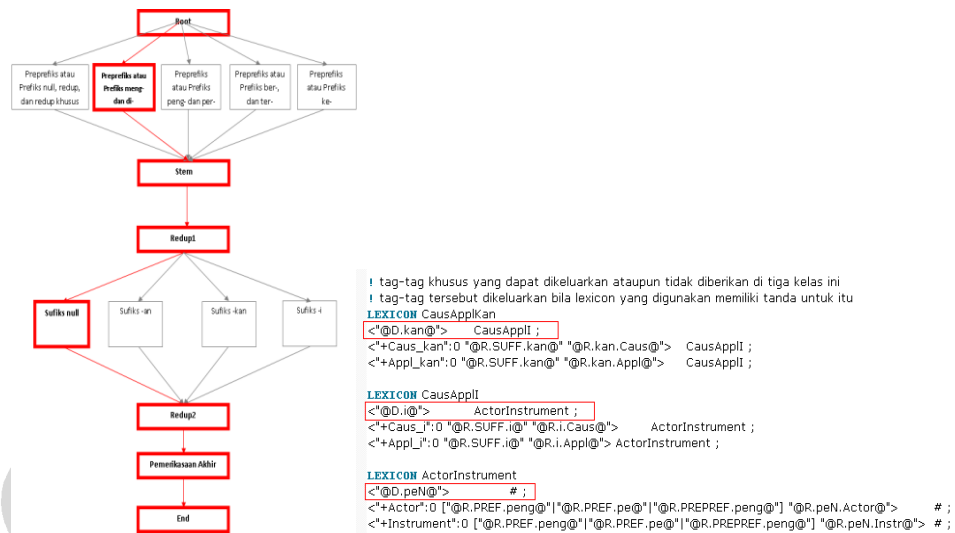 Root
Preprefiks atau
Prefiks null, redup,
dan redup khusus
Preprefiks atau
Prefiks meng-
dan di-
Preprefiks
atau Prefiks
peng- dan per-
Preprefiks atau
Prefiks ber-,
dan ter-
Preprefiks
atau Prefiks
ke-
Stem
Redup1
Sufiks null
Sufiks -an
Sufiks -kan
Sufiks -i
Redup2
Pemerikasaan Akhir
End
! tag-tag khusus yang dapat dikeluarkan ataupun tidak diberikan di tiga kelas ini
! tag-tag tersebut dikeluarkan bila lexicon yang digunakan memiliki tanda untuk itu
LEXICON CausApplKan
<"@D.kan@"> CausApplI ;
<"+Caus_kan":0 "@R.SUFF.kan@" "@R.kan.Caus@"> CausApplI ;
<"+Appl_kan":0 "@R.SUFF.kan@" "@R.kan.Appl@"> CausApplI ;
LEXICON CausApplI
<"@D.i@"> ActorInstrument ;
<"+Caus_i":0 "@R.SUFF.i@" "@R.i.Caus@"> ActorInstrument ;
<"+Appl_i":0 "@R.SUFF.i@" "@R.i.Appl@"> ActorInstrument ;
LEXICON ActorInstrument
<"@D.peN@"> # ;
<"+Actor":0 ["@R.PREF.peng@"|"@R.PREF.pe@"|"@R.PREPREF.peng@"] "@R.peN.Actor@"> # ;
<"+Instrument":0 ["@R.PREF.peng@"|"@R.PREF.pe@"|"@R.PREPREF.peng@"] "@R.peN.Instr@"> # ;